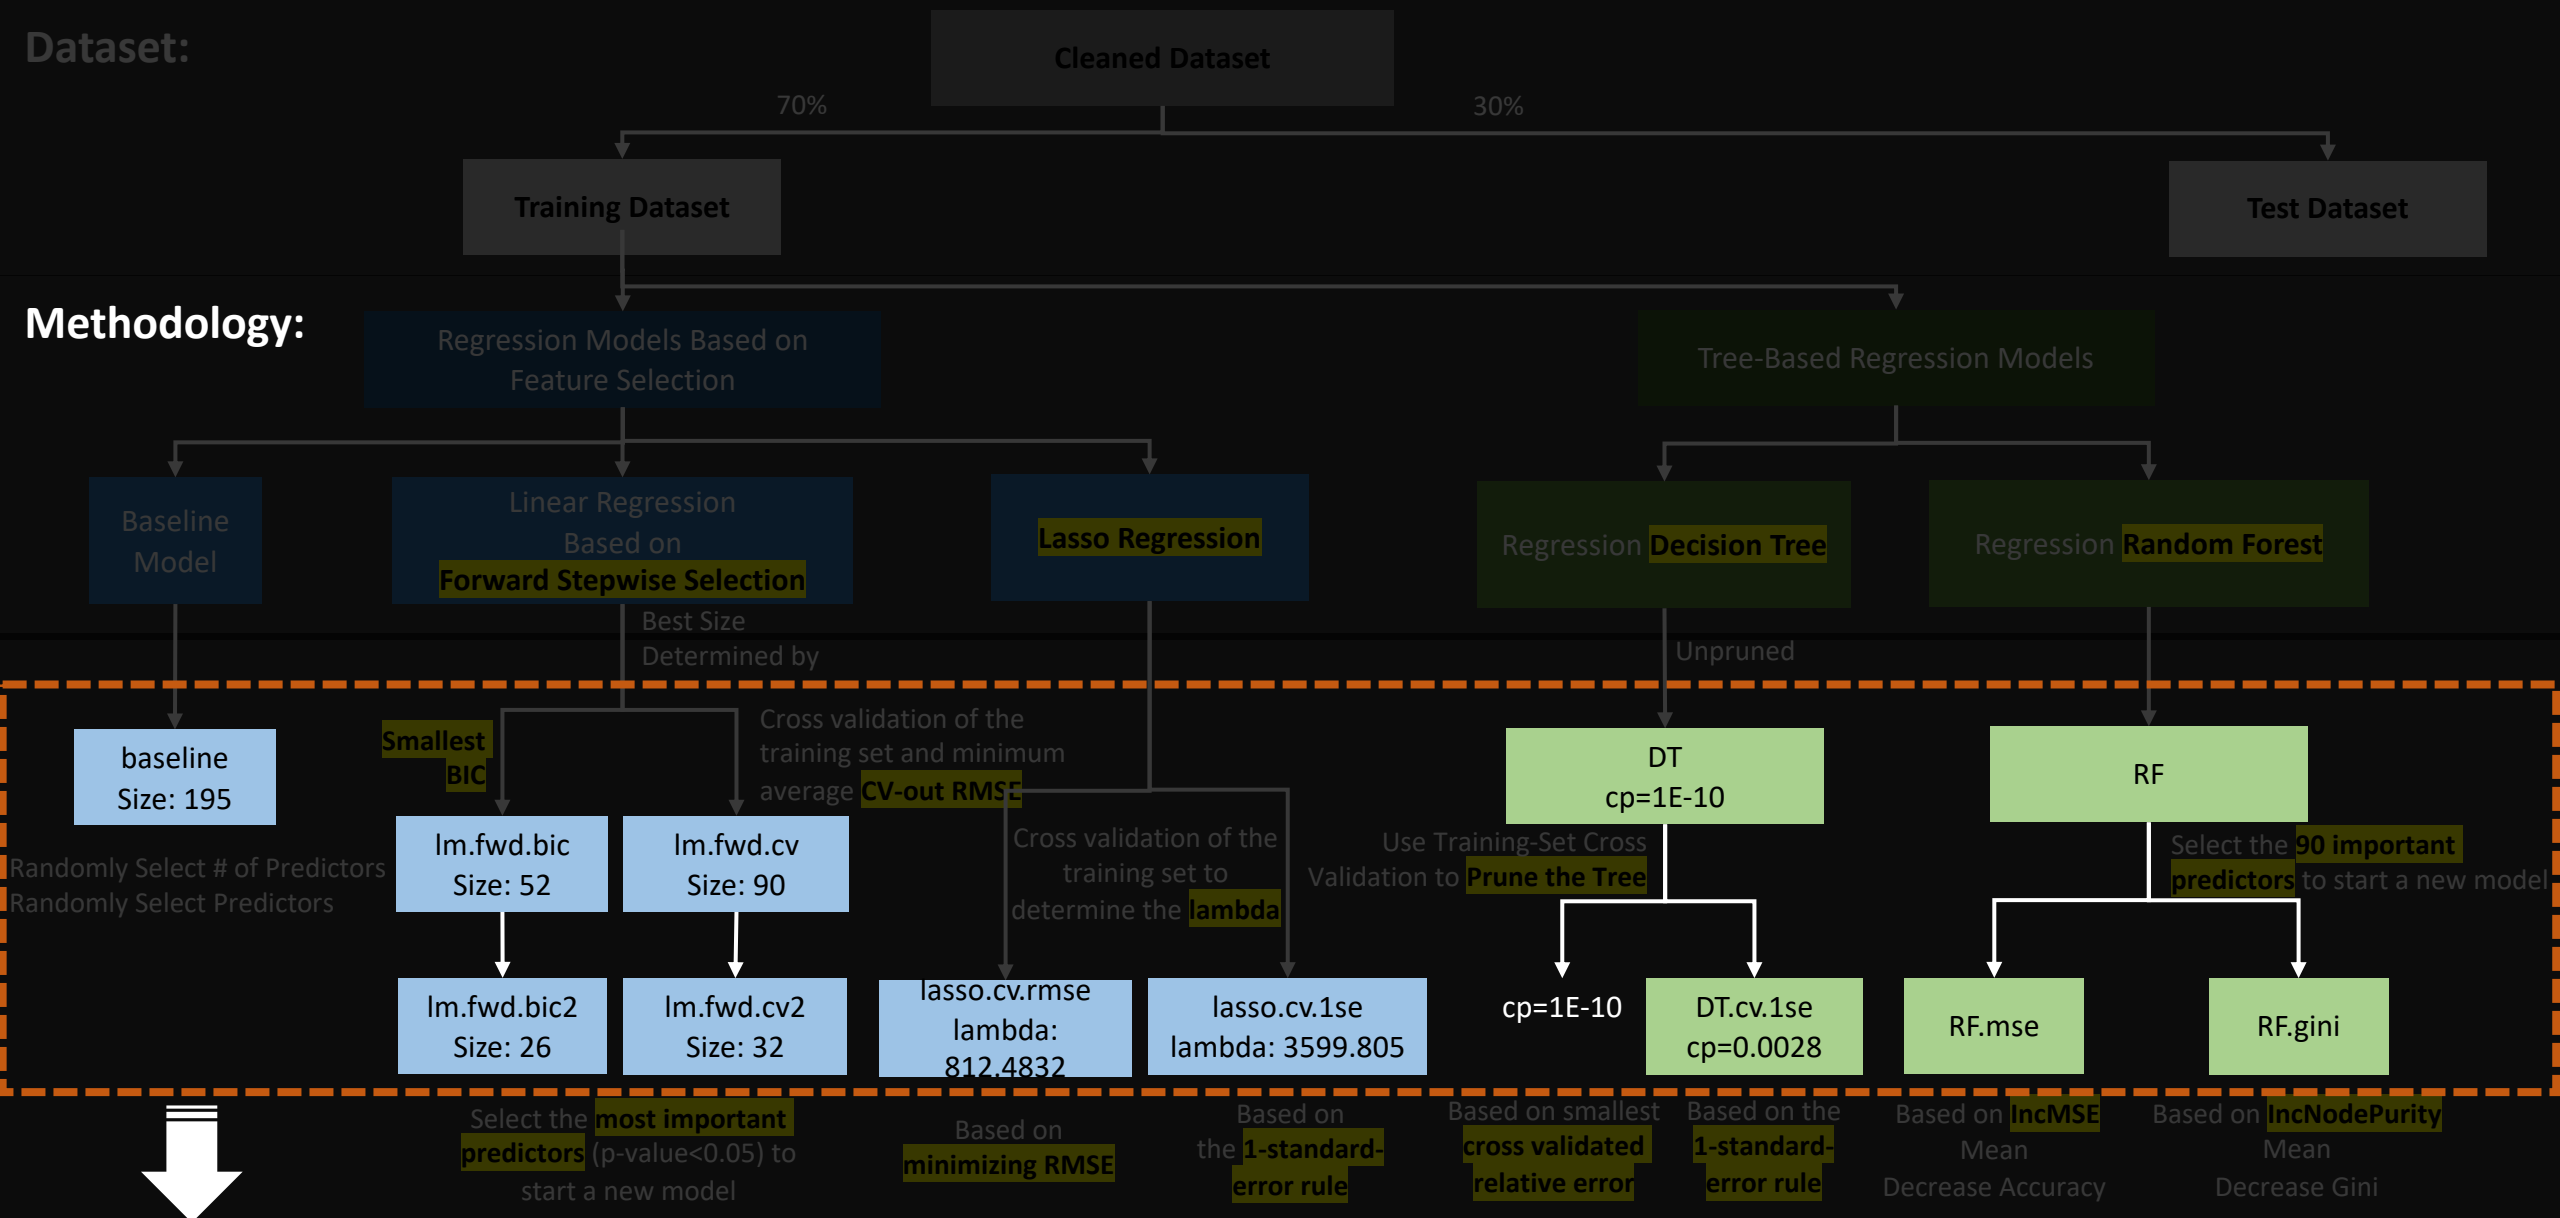 Dataset:
Cleaned Dataset
70%
30%
Training Dataset
Test Dataset
Methodology:
Regression Models Based on
Feature Selection
Tree-Based Regression Models
Baseline
Model
Linear Regression
Based on
Forward Stepwise Selection
Lasso Regression
Regression Decision Tree
Regression Random Forest
Best Size
Determined by
Unpruned
Smallest
BIC
Cross validation of the
training set and minimum
average CV-out RMSE
baseline
Size: 195
Randomly Select # of Predictors
Randomly Select Predictors
lm.fwd.bic
Size: 52
lm.fwd.cv
Size: 90
Cross validation of the
training set to
determine the lambda
DT
cp=1E-10
RF
Use Training-Set Cross
Validation to Prune the Tree
Select the 90 important
predictors to start a new model
lm.fwd.bic2
Size: 26
lm.fwd.cv2
Size: 32
lasso.cv.rmse
lambda:
812.4832
lasso.cv.1se
lambda: 3599.805
cp=1E-10
DT.cv.1se
cp=0.0028
RF.mse
RF.gini
Select the most important
predictors (p-value<0.05) to
start a new model
Based on
minimizing RMSE
Based on
the 1-standard-
error rule
Based on smallest
cross validated
relative error
Based on the
1-standard-
error rule
Based on IncMSE
Mean
Decrease Accuracy
Based on IncNodePurity
Mean
Decrease Gini